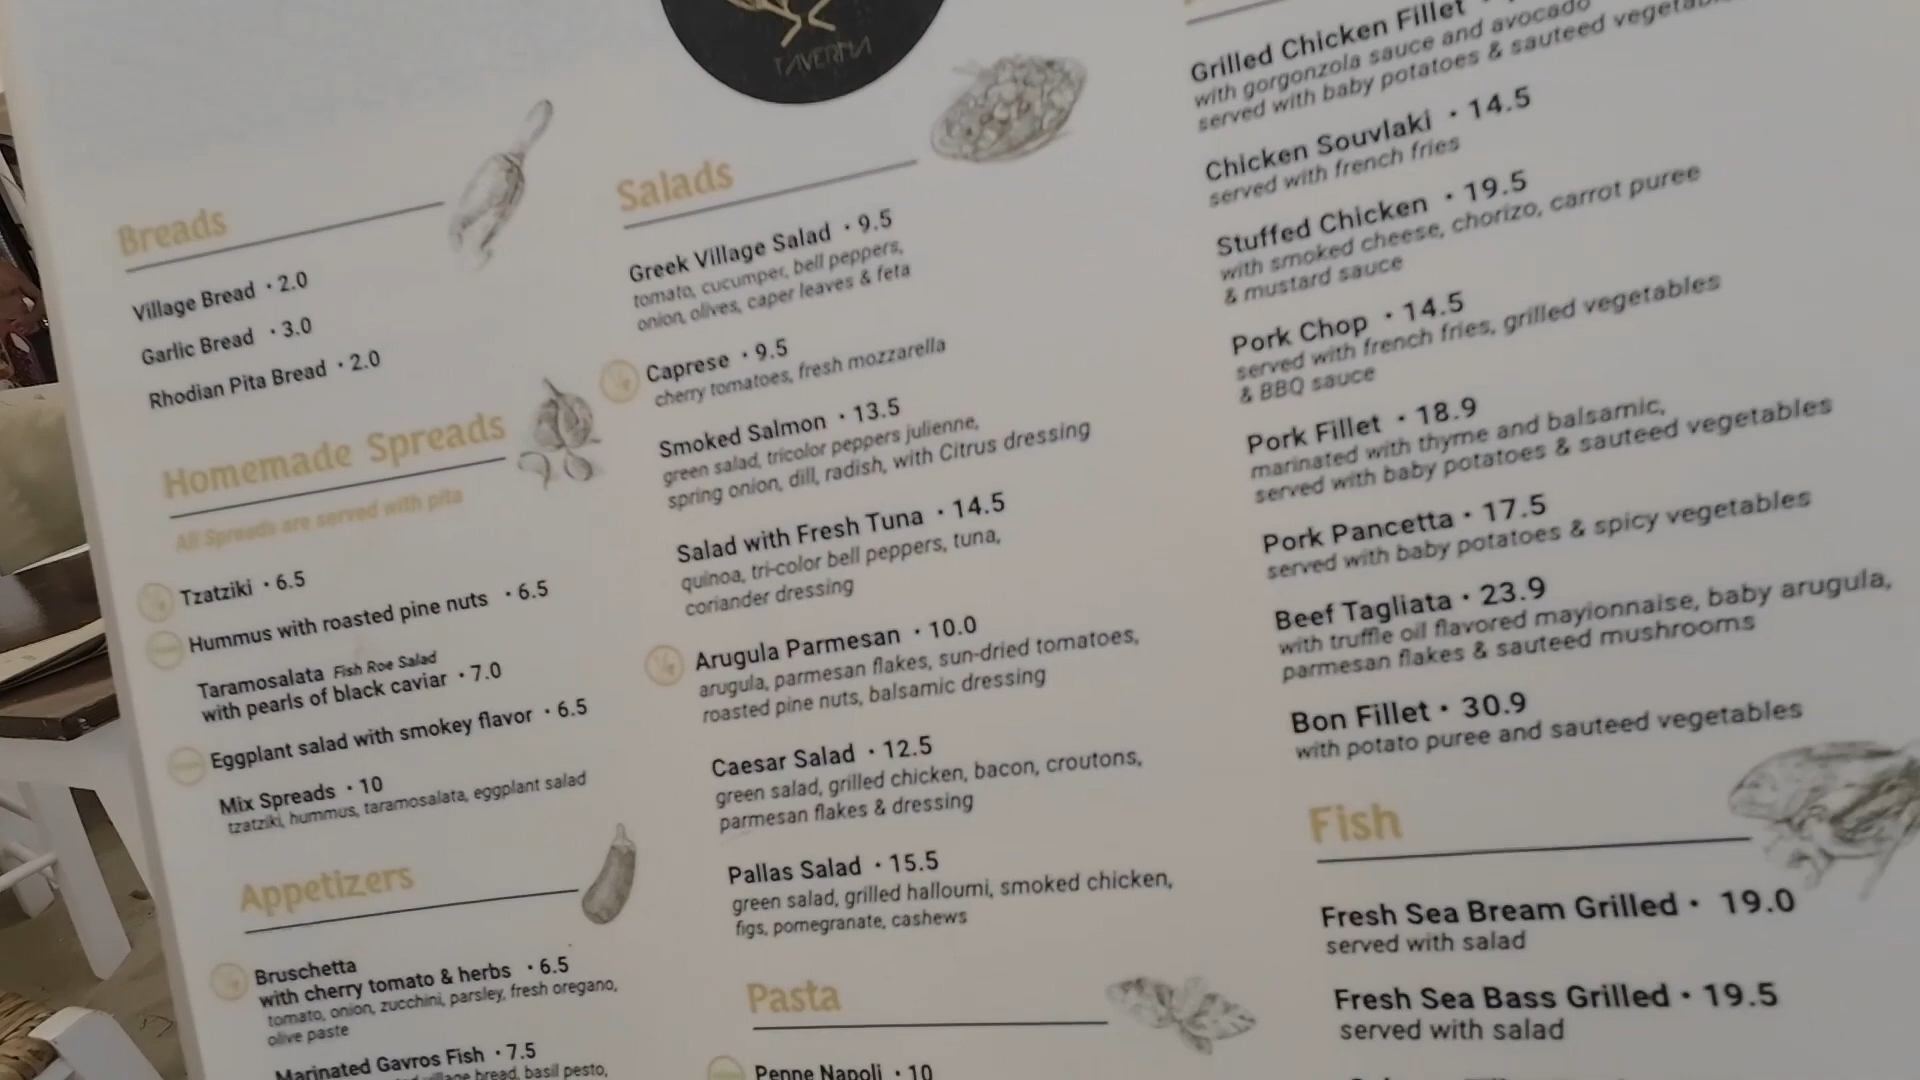 TAVERNA
Breads
Village Bread · 2.0
Garlic Bread · 3.0
Rhodian Pita Bread · 2.0
Homemade Spreads
All Spreads are served with pita
Tzatziki · 6.5
Hummus with roasted pine nuts · 6.5
Taramosalata Fish Roe Salad
with pearls of black caviar · 7.0
Eggplant salad with smokey flavor · 6.5
Mix Spreads · 10
tzatziki, hummus, taramosalata, eggplant salad
Appetizers
Bruschetta
with cherry tomato & herbs · 6.5
tomato, onion, zucchini, parsley, fresh oregano,
olive paste
Marinated Gavros Fish · 7.5
village bread, basil pesto,
Salads
Greek Village Salad · 9.5
tomato, cucumper, bell peppers,
onion, olives, caper leaves & feta
Caprese · 9.5
cherry tomatoes, fresh mozzarella
Smoked Salmon · 13.5
green salad, tricolor peppers julienne,
spring onion, dill, radish, with Citrus dressing
Salad with Fresh Tuna · 14.5
quinoa, tri-color bell peppers, tuna,
coriander dressing
Arugula Parmesan · 10.0
arugula, parmesan flakes, sun-dried tomatoes,
roasted pine nuts, balsamic dressing
Caesar Salad · 12.5
green salad, grilled chicken, bacon, croutons,
parmesan flakes & dressing
Pallas Salad · 15.5
green salad, grilled halloumi, smoked chicken,
figs, pomegranate, cashews
Pasta
Penne Napoli · 10
Grilled Chicken Fillet ·
with gorgonzola sauce and avocado
served with baby potatoes & sauteed
Chicken Souvlaki · 14.5
served with french fries
Stuffed Chicken · 19.5
with smoked cheese, chorizo, carrot puree
& mustard sauce
Pork Chop · 14.5
served with french fries, grilled vegetables
& BBQ sauce
Pork Fillet · 18.9
marinated with thyme and balsamic,
served with baby potatoes & sauteed vegetables
Pork Pancetta · 17.5
served with baby potatoes & spicy vegetables
Beef Tagliata · 23.9
with truffle oil flavored mayionnaise, baby arugula,
parmesan flakes & sauteed mushrooms
Bon Fillet · 30.9
with potato puree and sauteed vegetables
Fish
Fresh Sea Bream Grilled · 19.0
served with salad
Fresh Sea Bass Grilled · 19.5
served with salad